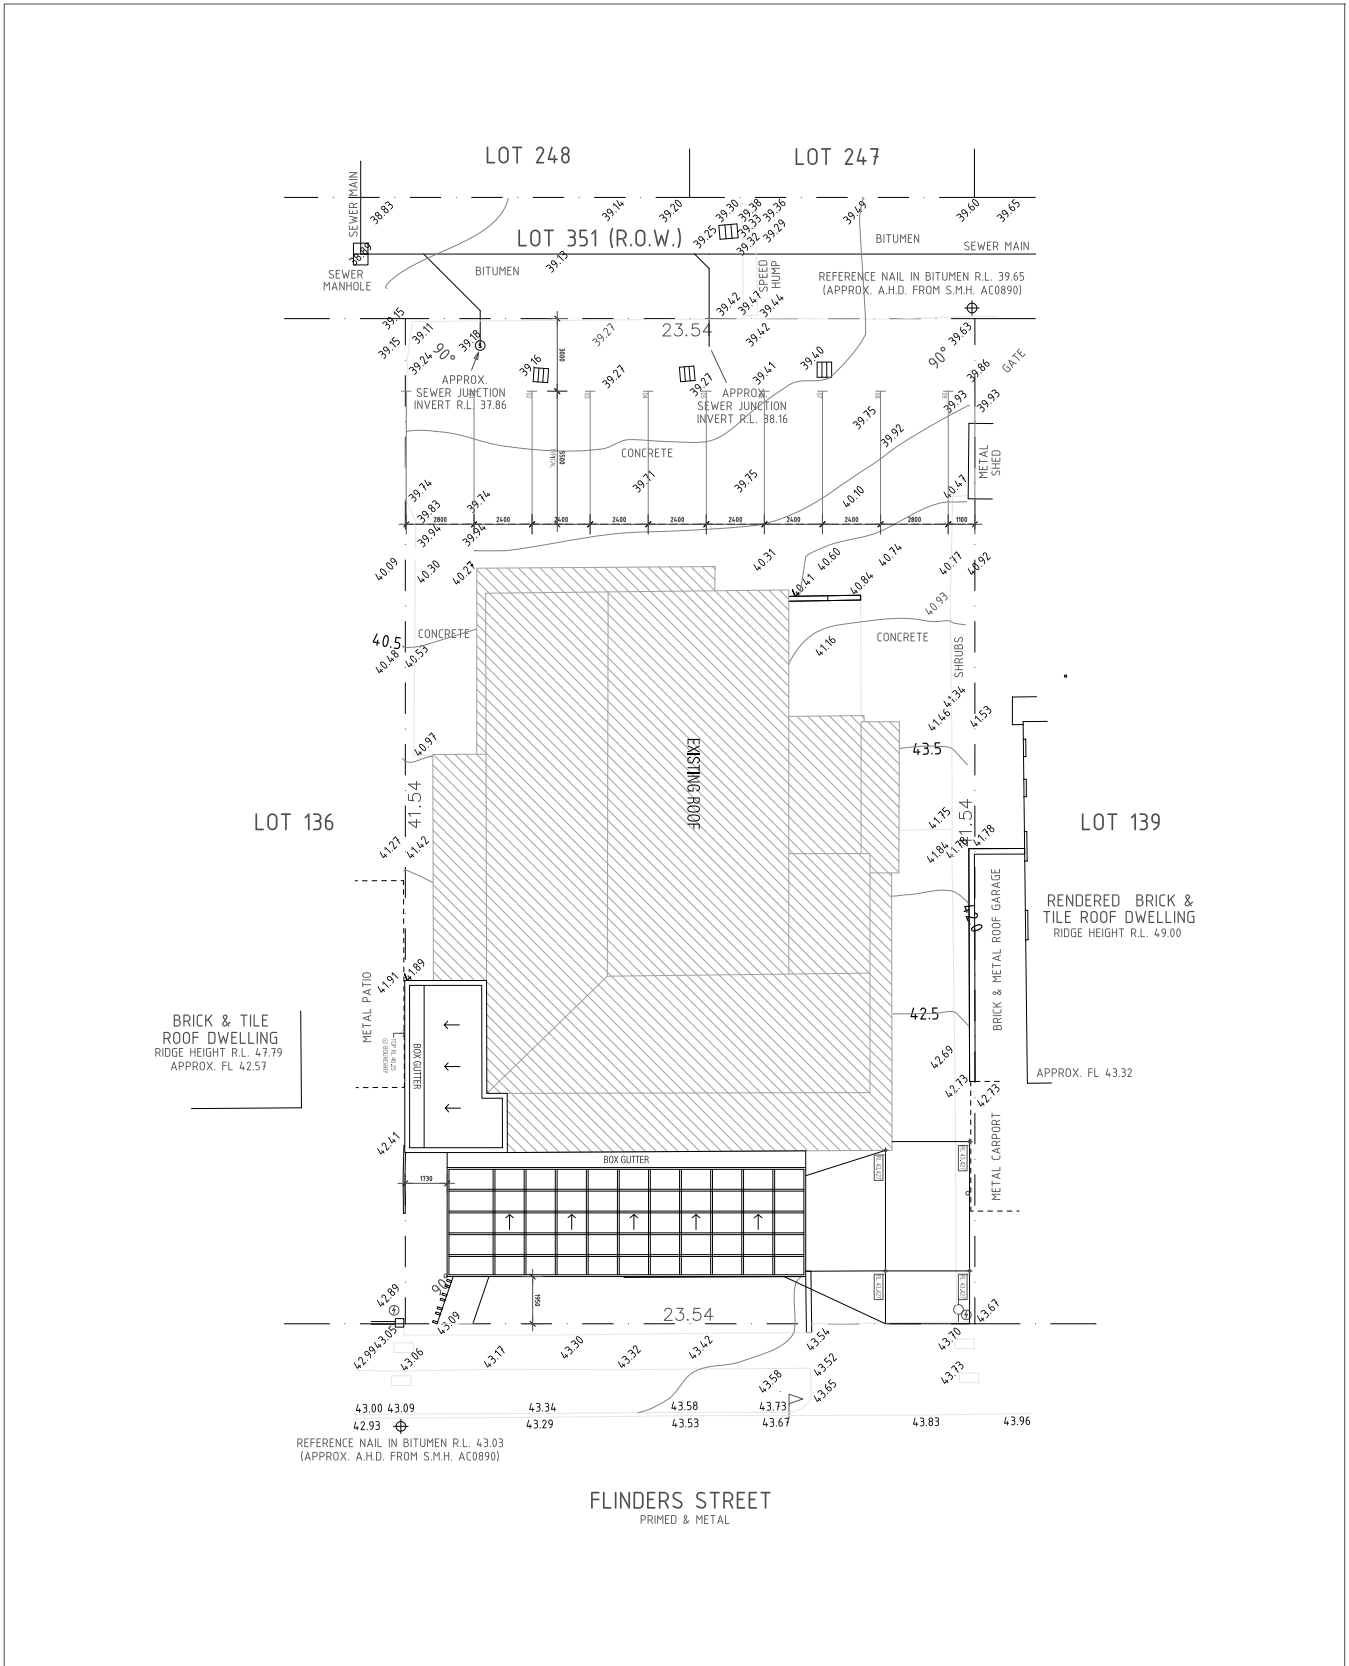 LOT 248
LOT 247
SEWER MAIN
38.83
39.14
39.20
39.30
39.38
39.36
39.49
39.60
39.65
39.25
39.33
39.32
39.29
LOT 351 (R.O.W.)
BITUMEN
SEWER MAIN
38.89
39.13
SEWER
MANHOLE
BITUMEN
SPEED
HUMP
REFERENCE NAIL IN BITUMEN R.L. 39.65
(APPROX. A.H.D. FROM S.M.H. AC0890)
39.42
39.47
39.44
39.15
39.11
39.18
39.27
23.54
39.42
39.63
39.15
39.24
90°
3000
90°
GATE
39.16
39.27
39.27
39.41
39.40
39.86
APPROX.
SEWER JUNCTION
INVERT R.L. 37.86
APPROX.
SEWER JUNCTION
INVERT R.L. 38.16
39.75
39.93
39.93
39.92
CONCRETE
5500
TYPICAL
METAL
SHED
39.74
39.83
39.94
39.74
39.94
39.71
39.75
40.10
40.47
2800
2400
2400
2400
2400
2400
2400
2400
2800
1100
40.09
40.30
40.27
40.31
40.60
40.74
40.77
40.92
40.41
40.84
40.93
40.5
CONCRETE
40.48
40.53
41.16
CONCRETE
SHRUBS
41.34
41.46
41.53
40.97
EXISTING ROOF
43.5
41.54
41.54
LOT 136
LOT 139
41.75
41.27
41.42
41.84
41.78
41.78
BRICK & METAL ROOF GARAGE
RENDERED BRICK &
TILE ROOF DWELLING
RIDGE HEIGHT R.L. 49.00
42.0
41.91
41.89
METAL PATIO
42.5
BRICK & TILE
ROOF DWELLING
RIDGE HEIGHT R.L. 47.79
APPROX. FL 42.57
@ BOUNDARY
BOX GUTTER
42.69
42.73
42.73
APPROX. FL 43.32
42.41
METAL CARPORT
BOX GUTTER
1730
90°
1950
42.89
43.05
42.99
43.09
43.06
23.54
43.17
43.30
43.32
43.42
43.54
43.52
43.67
43.70
43.73
43.58
43.65
43.00 43.09
43.34
43.58
43.73
42.93
43.29
43.53
43.67
43.83
43.96
REFERENCE NAIL IN BITUMEN R.L. 43.03
(APPROX. A.H.D. FROM S.M.H. AC0890)
FLINDERS STREET
PRIMED & METAL